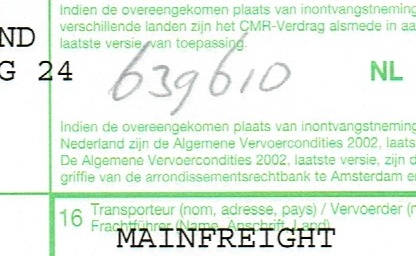 Indien de overeengekomen plaats van inontvangstneming
verschillende landen zijn het CMR-Verdrag alsmede in aa
laatste versie, van toepassing.
ND
G 24
639610
NL
Indien de overeengekomen plaats van inontvangstneming
Nederland zijn de Algemene Vervoercondities 2002, laats
De Algemene Vervoercondities 2002, laatste versie, zijn d
griffie van de arrondissementsrechtbank te Amsterdam en
16 Transporteur (nom, adresse, pays) / Vervoerder (n
Frachtführer (Name, Anschrift, Land)
MAINFREIGHT